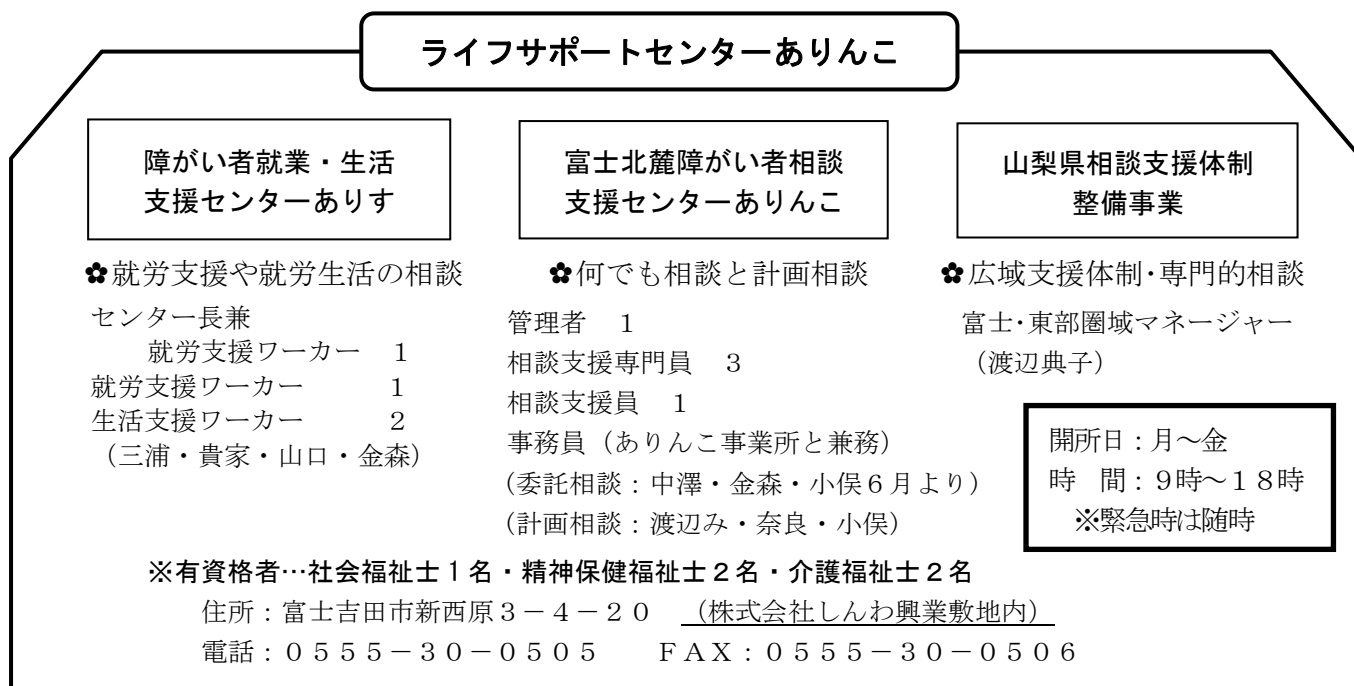 ライフサポートセンターありんこ
障がい者就業・生活
支援センターありす
✿就労支援や就労生活の相談
センター長兼
就労支援ワーカー　１
就労支援ワーカー　１
生活支援ワーカー　２
（三浦・貴家・山口・金森）
富士北麓障がい者相談
支援センターありんこ
✿何でも相談と計画相談
管理者　１
相談支援専門員　３
相談支援員　１
事務員（ありんこ事業所と兼務）
(委託相談：中澤・金森・小俣６月より）
(計画相談：渡辺み・奈良・小俣）
山梨県相談支援体制
整備事業
✿広域支援体制･専門的相談
富士･東部圏域マネージャー
（渡辺典子）
開所日：月～金
時　間：９時～１８時
※緊急時は随時
※有資格者…社会福祉士１名・精神保健福祉士２名・介護福祉士２名
住所：富士吉田市新西原３－４－２０　（株式会社しんわ興業敷地内）
電話：０５５５－３０－０５０５　ＦＡＸ：０５５５－３０－０５０６